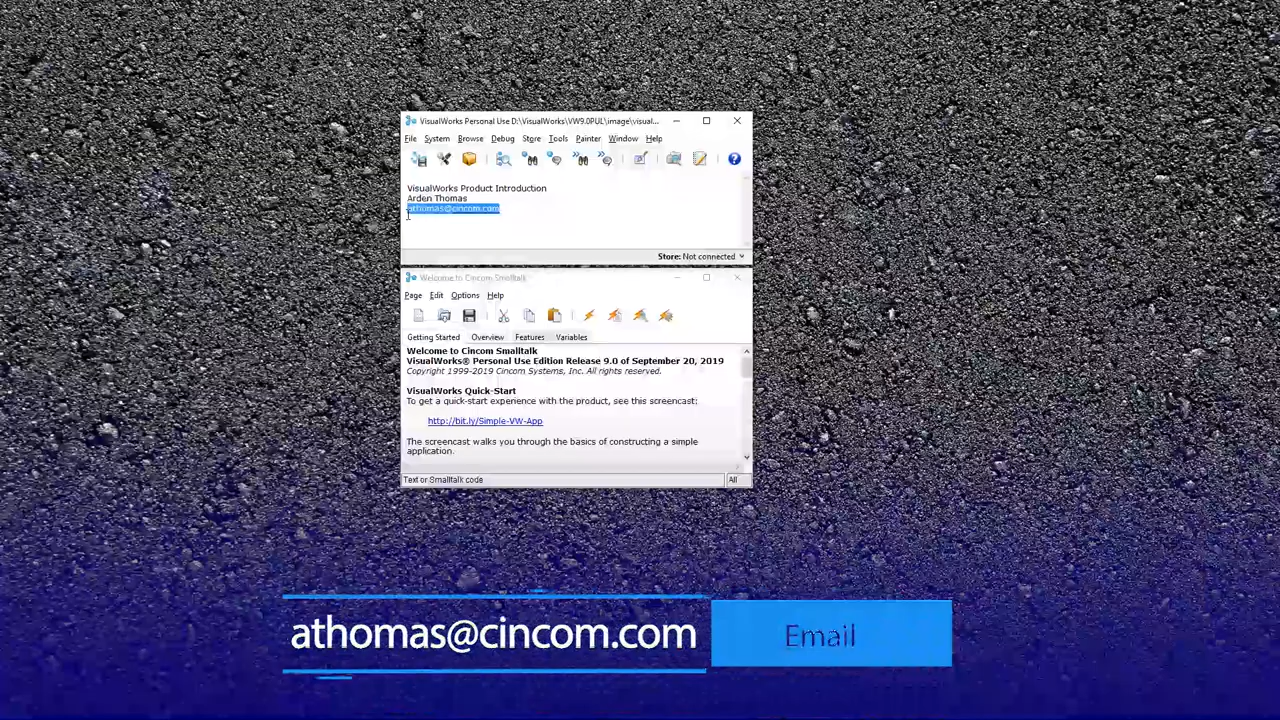 VisualWorks Personal Use D:\VisualWorks\VW9.0PUL\image\visual...
File System Browse Debug Store Tools Painter Window Help
VisualWorks Product Introduction
Arden Thomas
athomas@cincom.com
Store: Not connected
Welcome to Cincom Smalltalk
Page Edit Options Help
Getting Started Overview Features Variables
Welcome to Cincom Smalltalk
VisualWorks® Personal Use Edition Release 9.0 of September 20, 2019
Copyright 1999-2019 Cincom Systems, Inc. All rights reserved.
VisualWorks Quick-Start
To get a quick-start experience with the product, see this screencast:
http://bit.ly/Simple-VW-App
The screencast walks you through the basics of constructing a simple
application.
Text or Smalltalk code All
athomas@cincom.com Email